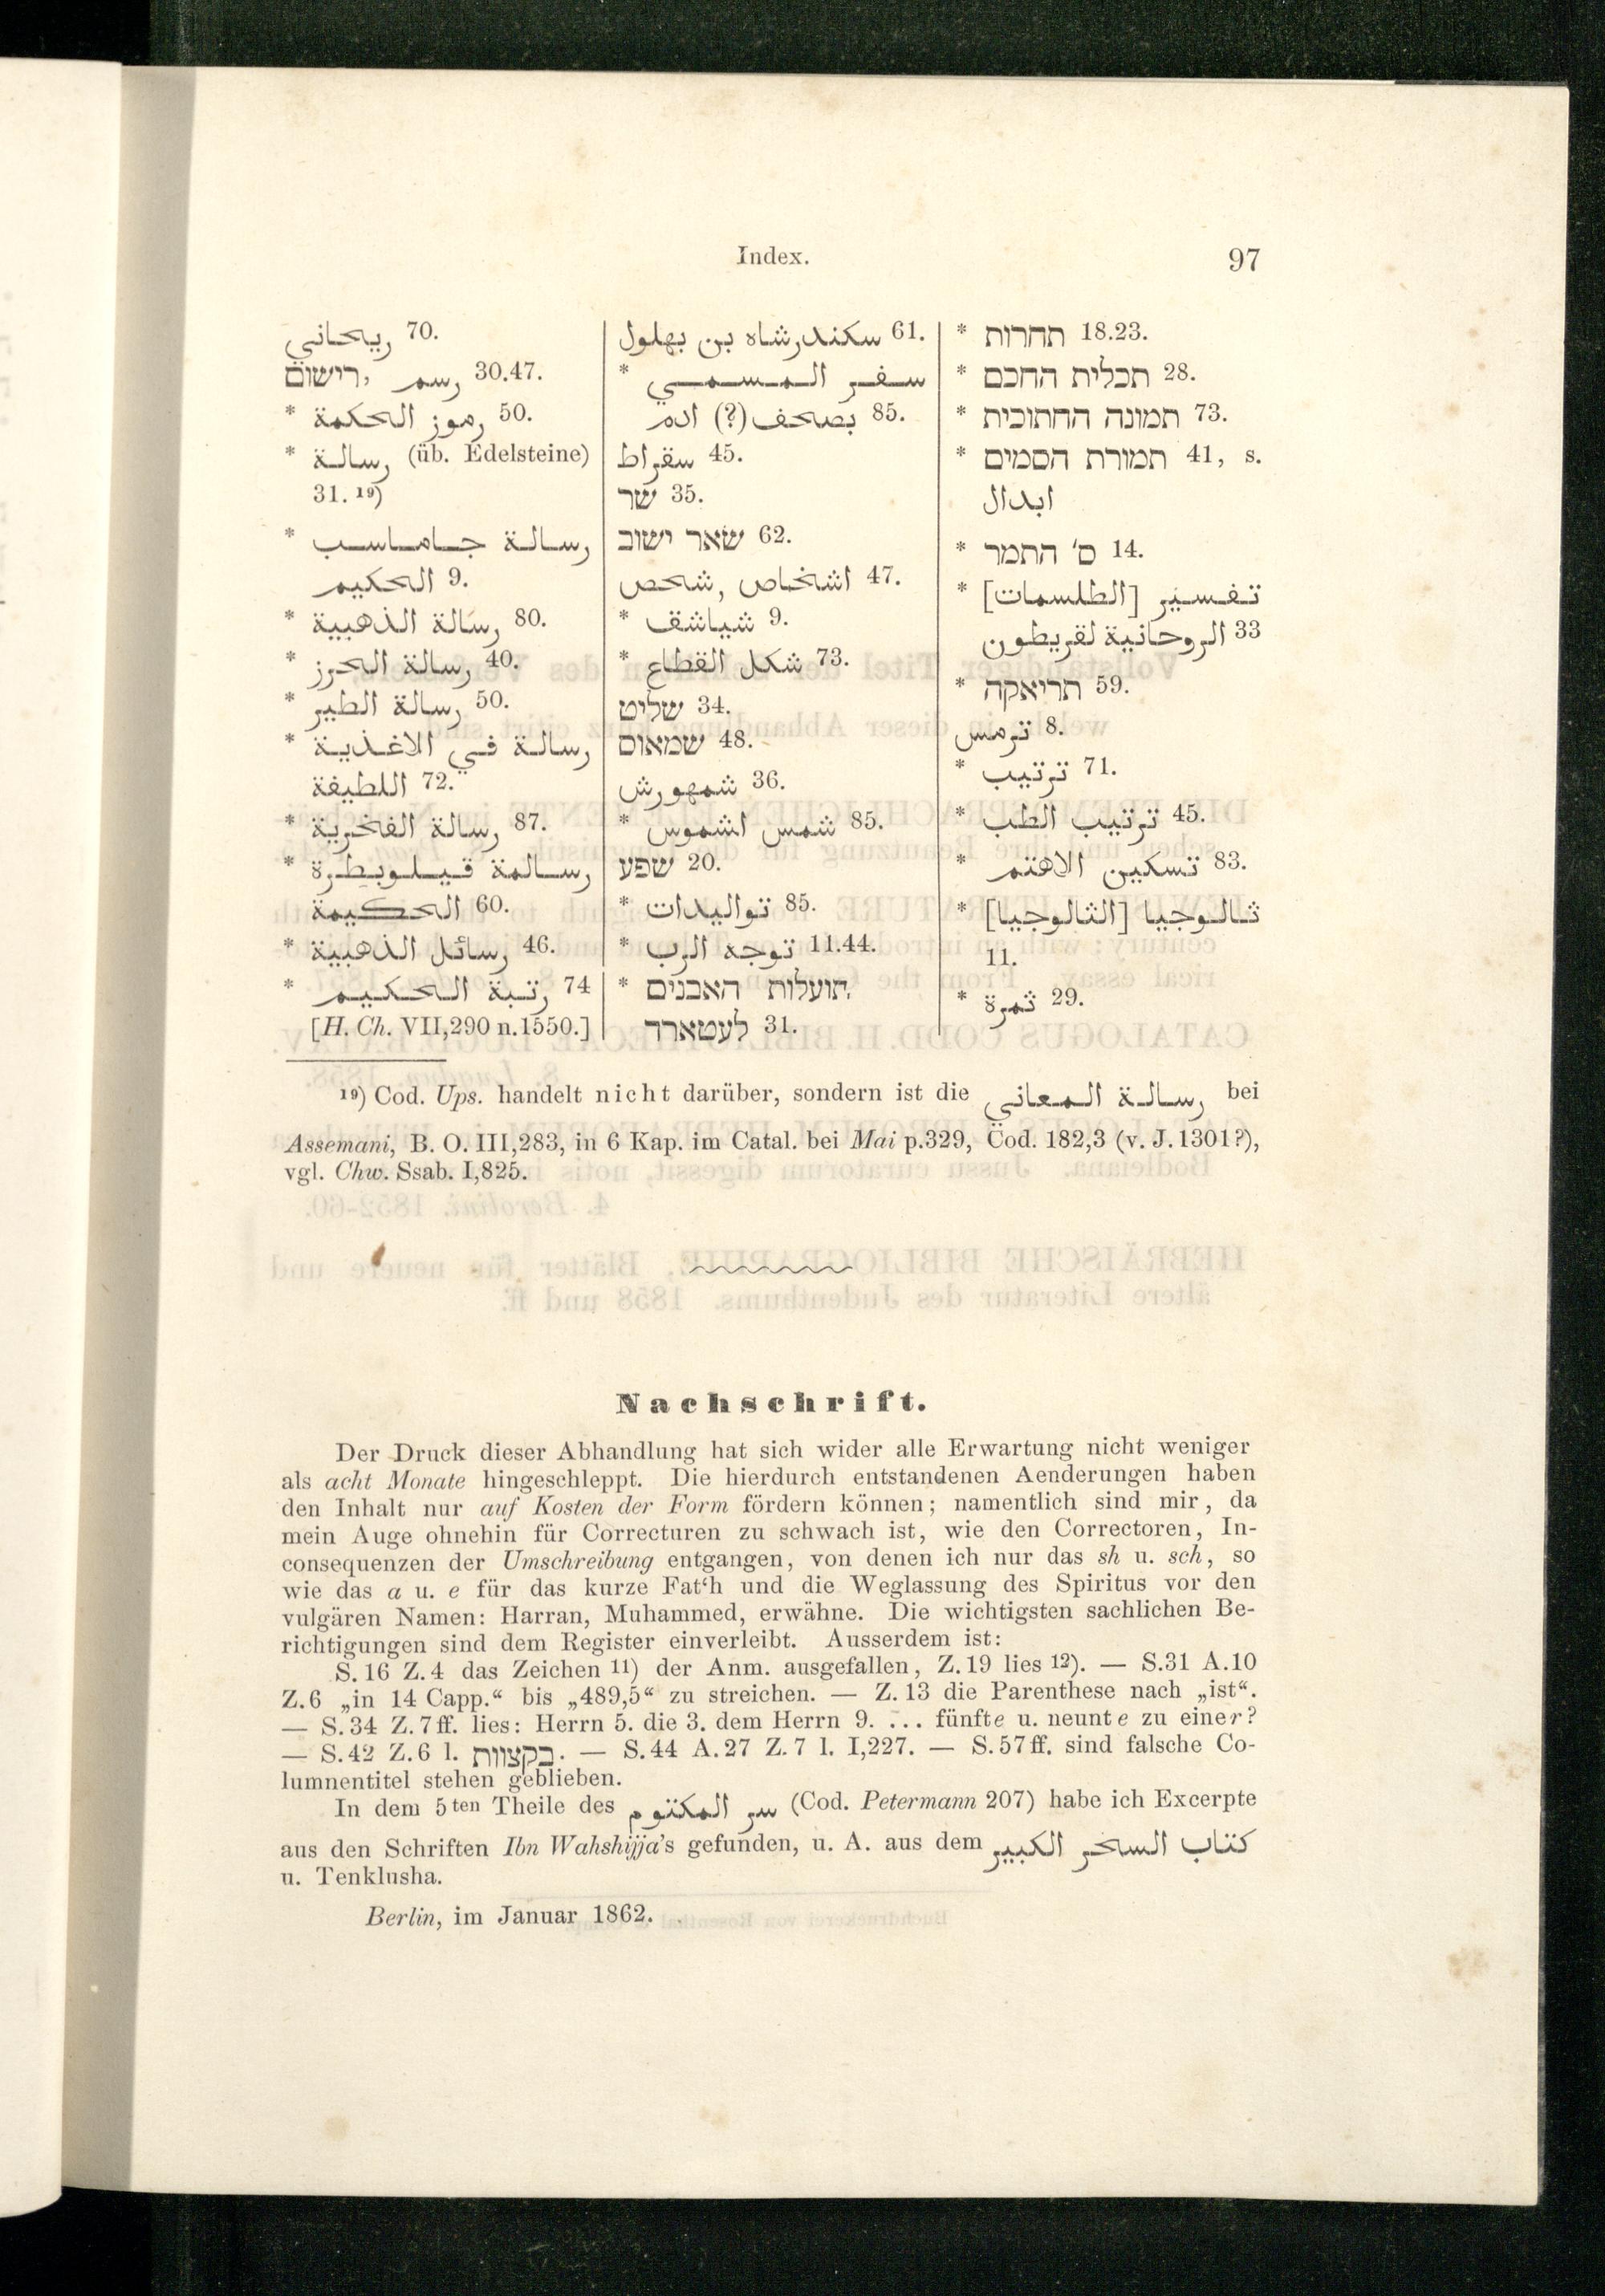 Index.
97
ريحاني 70.
רישום, رسم 30.47.
* رموز الحكمة 50.
* رسالة (üb. Edelsteine)
31. ¹⁹)
* رسالة جاماسب
الحكيم 9.
* رسالة الذهبية 80.
* رسالة الحرز 40.
* رسالة الطير 50.
* رسالة في الاغذية
اللطيفة 72.
* رسالة الفخرية 87.
* رسالمة قيلوبطرة
الحكيمة 60.
* رسائل الذهبية 46.
* رتبة الحكيم 74
[H. Ch. VII,290 n.1550.]
سكندرشاه بن بهلول 61.
* سفر المسمي
بصحف(?) ادم 85.
سقراط 45.
שר 35.
שאר ישוב 62.
اشخاص ,شخص 47.
* شياشق 9.
* شكل القطاع 73.
שליט 34.
שמאום 48.
شمهورش 36.
* شمس اشموس 85.
שפע 20.
* تواليدات 85.
* توجه الرب 11.44.
* תועלות האבנים
לעטארד 31.
* תחרות 18.23.
* תכלית החכם 28.
* תמונה החתוכית 73.
* תמורת הסמים 41, s.
ابدال
* ס' התמר 14.
* تفسير [الطلسمات]
الروحانية لقريطون 33
* תריאקה 59.
ترمس 8.
* ترتيب 71.
* ترتيب الطب 45.
* تسكين الاهتم 83.
* ثالوجيا [الثالوجيا]
11.
* ثمرة 29.
¹⁹) Cod. Ups. handelt nicht darüber, sondern ist die رسالة المعاني bei
Assemani, B. O. III,283, in 6 Kap. im Catal. bei Mai p.329, Cod. 182,3 (v. J. 1301?),
vgl. Chw. Ssab. I,825.
Nachschrift.
Der Druck dieser Abhandlung hat sich wider alle Erwartung nicht weniger
als acht Monate hingeschleppt. Die hierdurch entstandenen Aenderungen haben
den Inhalt nur auf Kosten der Form fördern können; namentlich sind mir, da
mein Auge ohnehin für Correcturen zu schwach ist, wie den Correctoren, In-
consequenzen der Umschreibung entgangen, von denen ich nur das sh u. sch, so
wie das a u. e für das kurze Fat‘h und die Weglassung des Spiritus vor den
vulgären Namen: Harran, Muhammed, erwähne. Die wichtigsten sachlichen Be-
richtigungen sind dem Register einverleibt. Ausserdem ist:
S. 16 Z. 4 das Zeichen 11) der Anm. ausgefallen, Z. 19 lies 12). — S.31 A.10
Z. 6 „in 14 Capp.“ bis „489,5“ zu streichen. — Z. 13 die Parenthese nach „ist“.
— S. 34 Z. 7 ff. lies: Herrn 5. die 3. dem Herrn 9. ... fünfte u. neunte zu einer?
— S. 42 Z. 6 l. בקצוות. — S. 44 A. 27 Z. 7 l. I,227. — S. 57 ff. sind falsche Co-
lumnentitel stehen geblieben.
In dem 5ten Theile des سر المكتوم (Cod. Petermann 207) habe ich Excerpte
aus den Schriften Ibn Wahshijja's gefunden, u. A. aus dem كتاب السحر الكبير
u. Tenklusha.
Berlin, im Januar 1862.